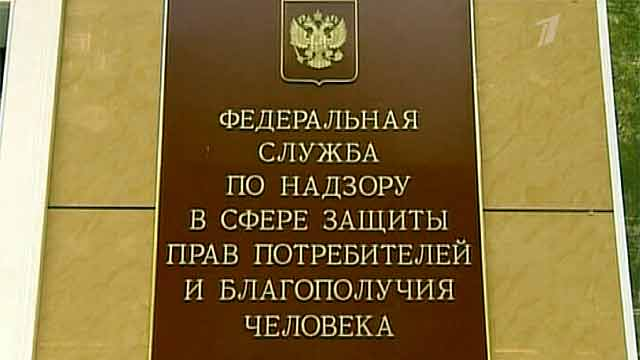 ФЕДЕРАЛЬНАЯ
СЛУЖБА
ПО НАДЗОРУ
В СФЕРЕ ЗАЩИТЫ
ПРАВ ПОТРЕБИТЕЛЕЙ
И БЛАГОПОЛУЧИЯ
ЧЕЛОВЕКА